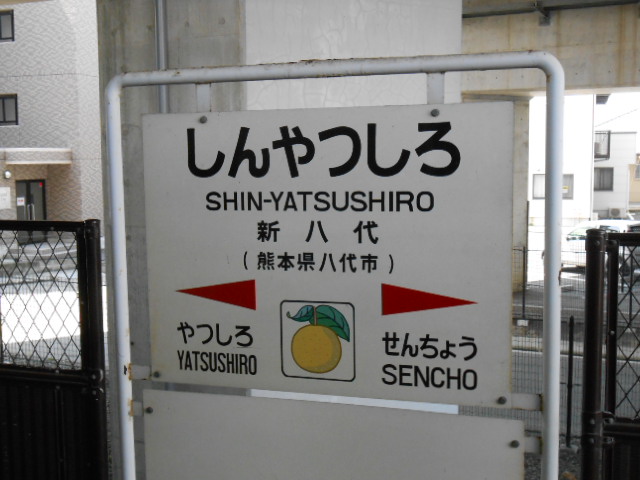 しんやつしろ
SHIN-YATSUSHIRO
新八代
(熊本県八代市)
やつしろ せんちょう
YATSUSHIRO SENCHO